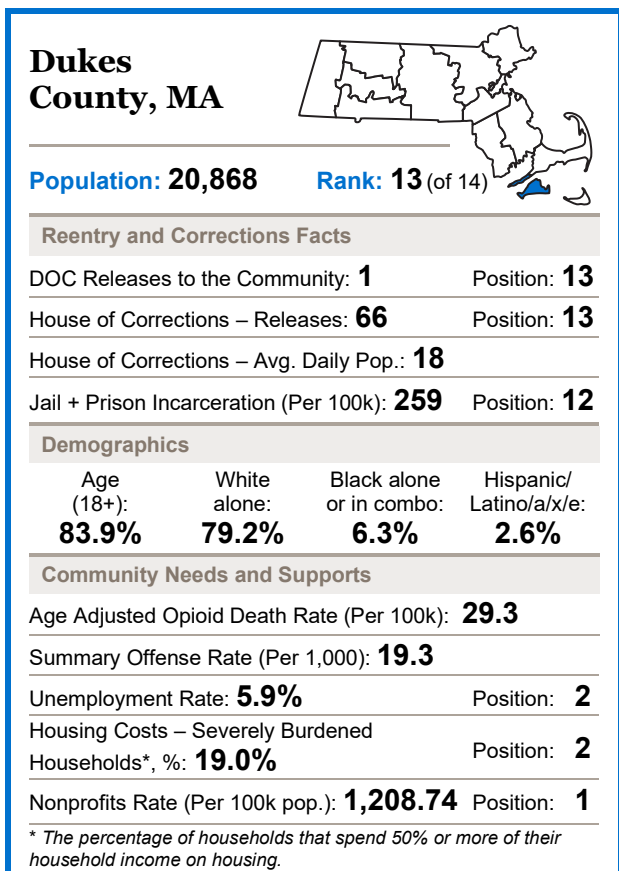 Dukes
County, MA
Population: 20,868 Rank: 13 (of 14)
Reentry and Corrections Facts
DOC Releases to the Community: 1 Position: 13
House of Corrections – Releases: 66 Position: 13
House of Corrections – Avg. Daily Pop.: 18
Jail + Prison Incarceration (Per 100k): 259 Position: 12
Demographics
Age White Black alone Hispanic/
(18+): alone: or in combo: Latino/a/x/e:
83.9% 79.2% 6.3% 2.6%
Community Needs and Supports
Age Adjusted Opioid Death Rate (Per 100k): 29.3
Summary Offense Rate (Per 1,000): 19.3
Unemployment Rate: 5.9% Position: 2
Housing Costs – Severely Burdened
Households*, %: 19.0% Position: 2
Nonprofits Rate (Per 100k pop.): 1,208.74 Position: 1
* The percentage of households that spend 50% or more of their
household income on housing.